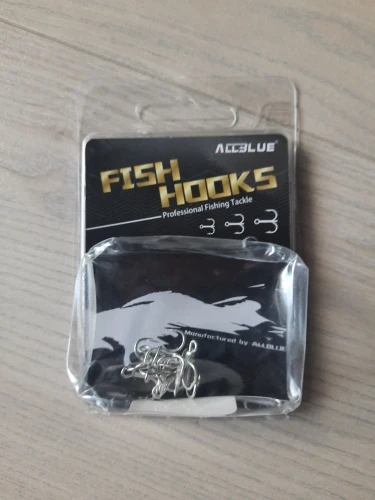 ALLBLUE
FISH
HOOKS
Professional Fishing Tackle
Manufactured by ALLBLUE